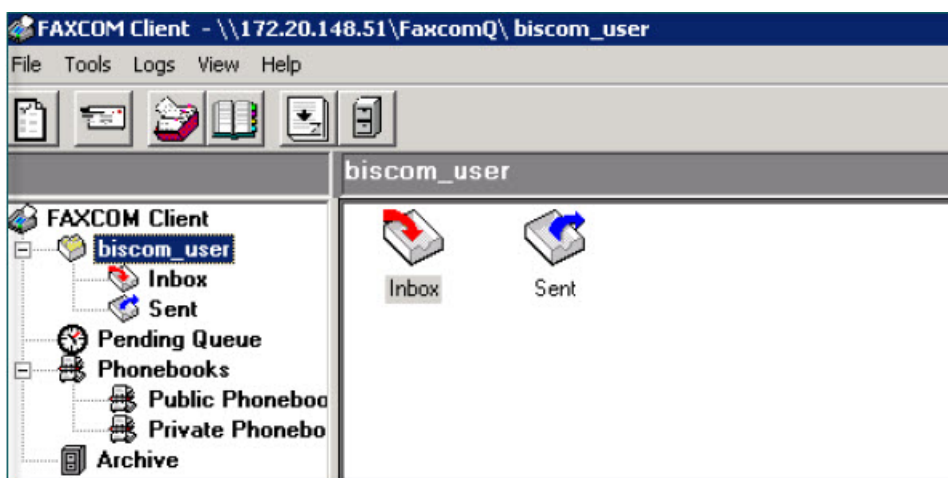 FAXCOM Client - \\172.20.148.51\FaxcomQ\ biscom_user
File Tools Logs View Help
biscom_user
FAXCOM Client
biscom_user
Inbox
Sent
Pending Queue
Phonebooks
Public Phoneboo
Private Phonebo
Archive
Inbox Sent